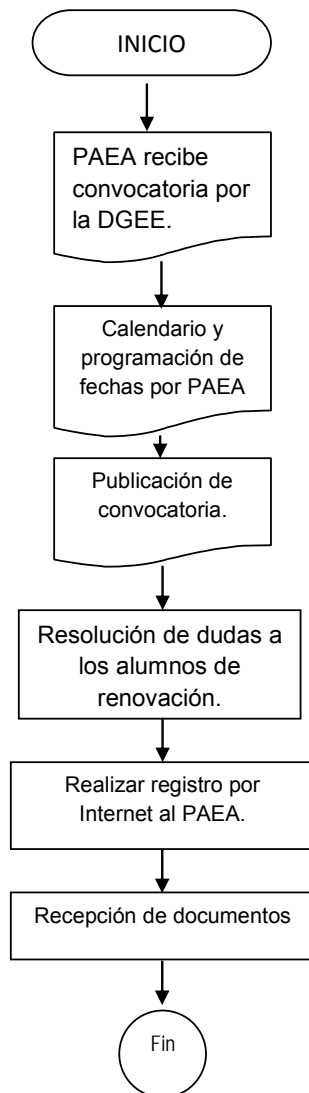 INICIO
PAEA recibe
convocatoria por
la DGEE.
Calendario y
programación de
fechas por PAEA
Publicación de
convocatoria.
Resolución de dudas a
los alumnos de
renovación.
Realizar registro por
Internet al PAEA.
Recepción de documentos
Fin